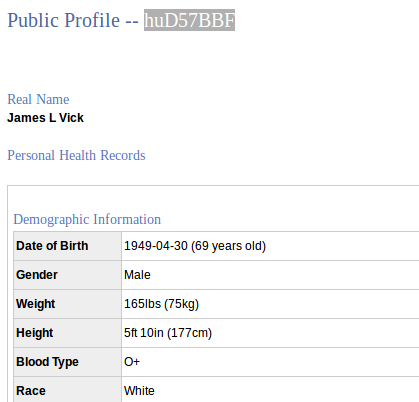 Public Profile -- huD57BBF
Real Name
James L Vick
Personal Health Records
Demographic Information
Date of Birth 1949-04-30 (69 years old)
Gender Male
Weight 165lbs (75kg)
Height 5ft 10in (177cm)
Blood Type O+
Race White